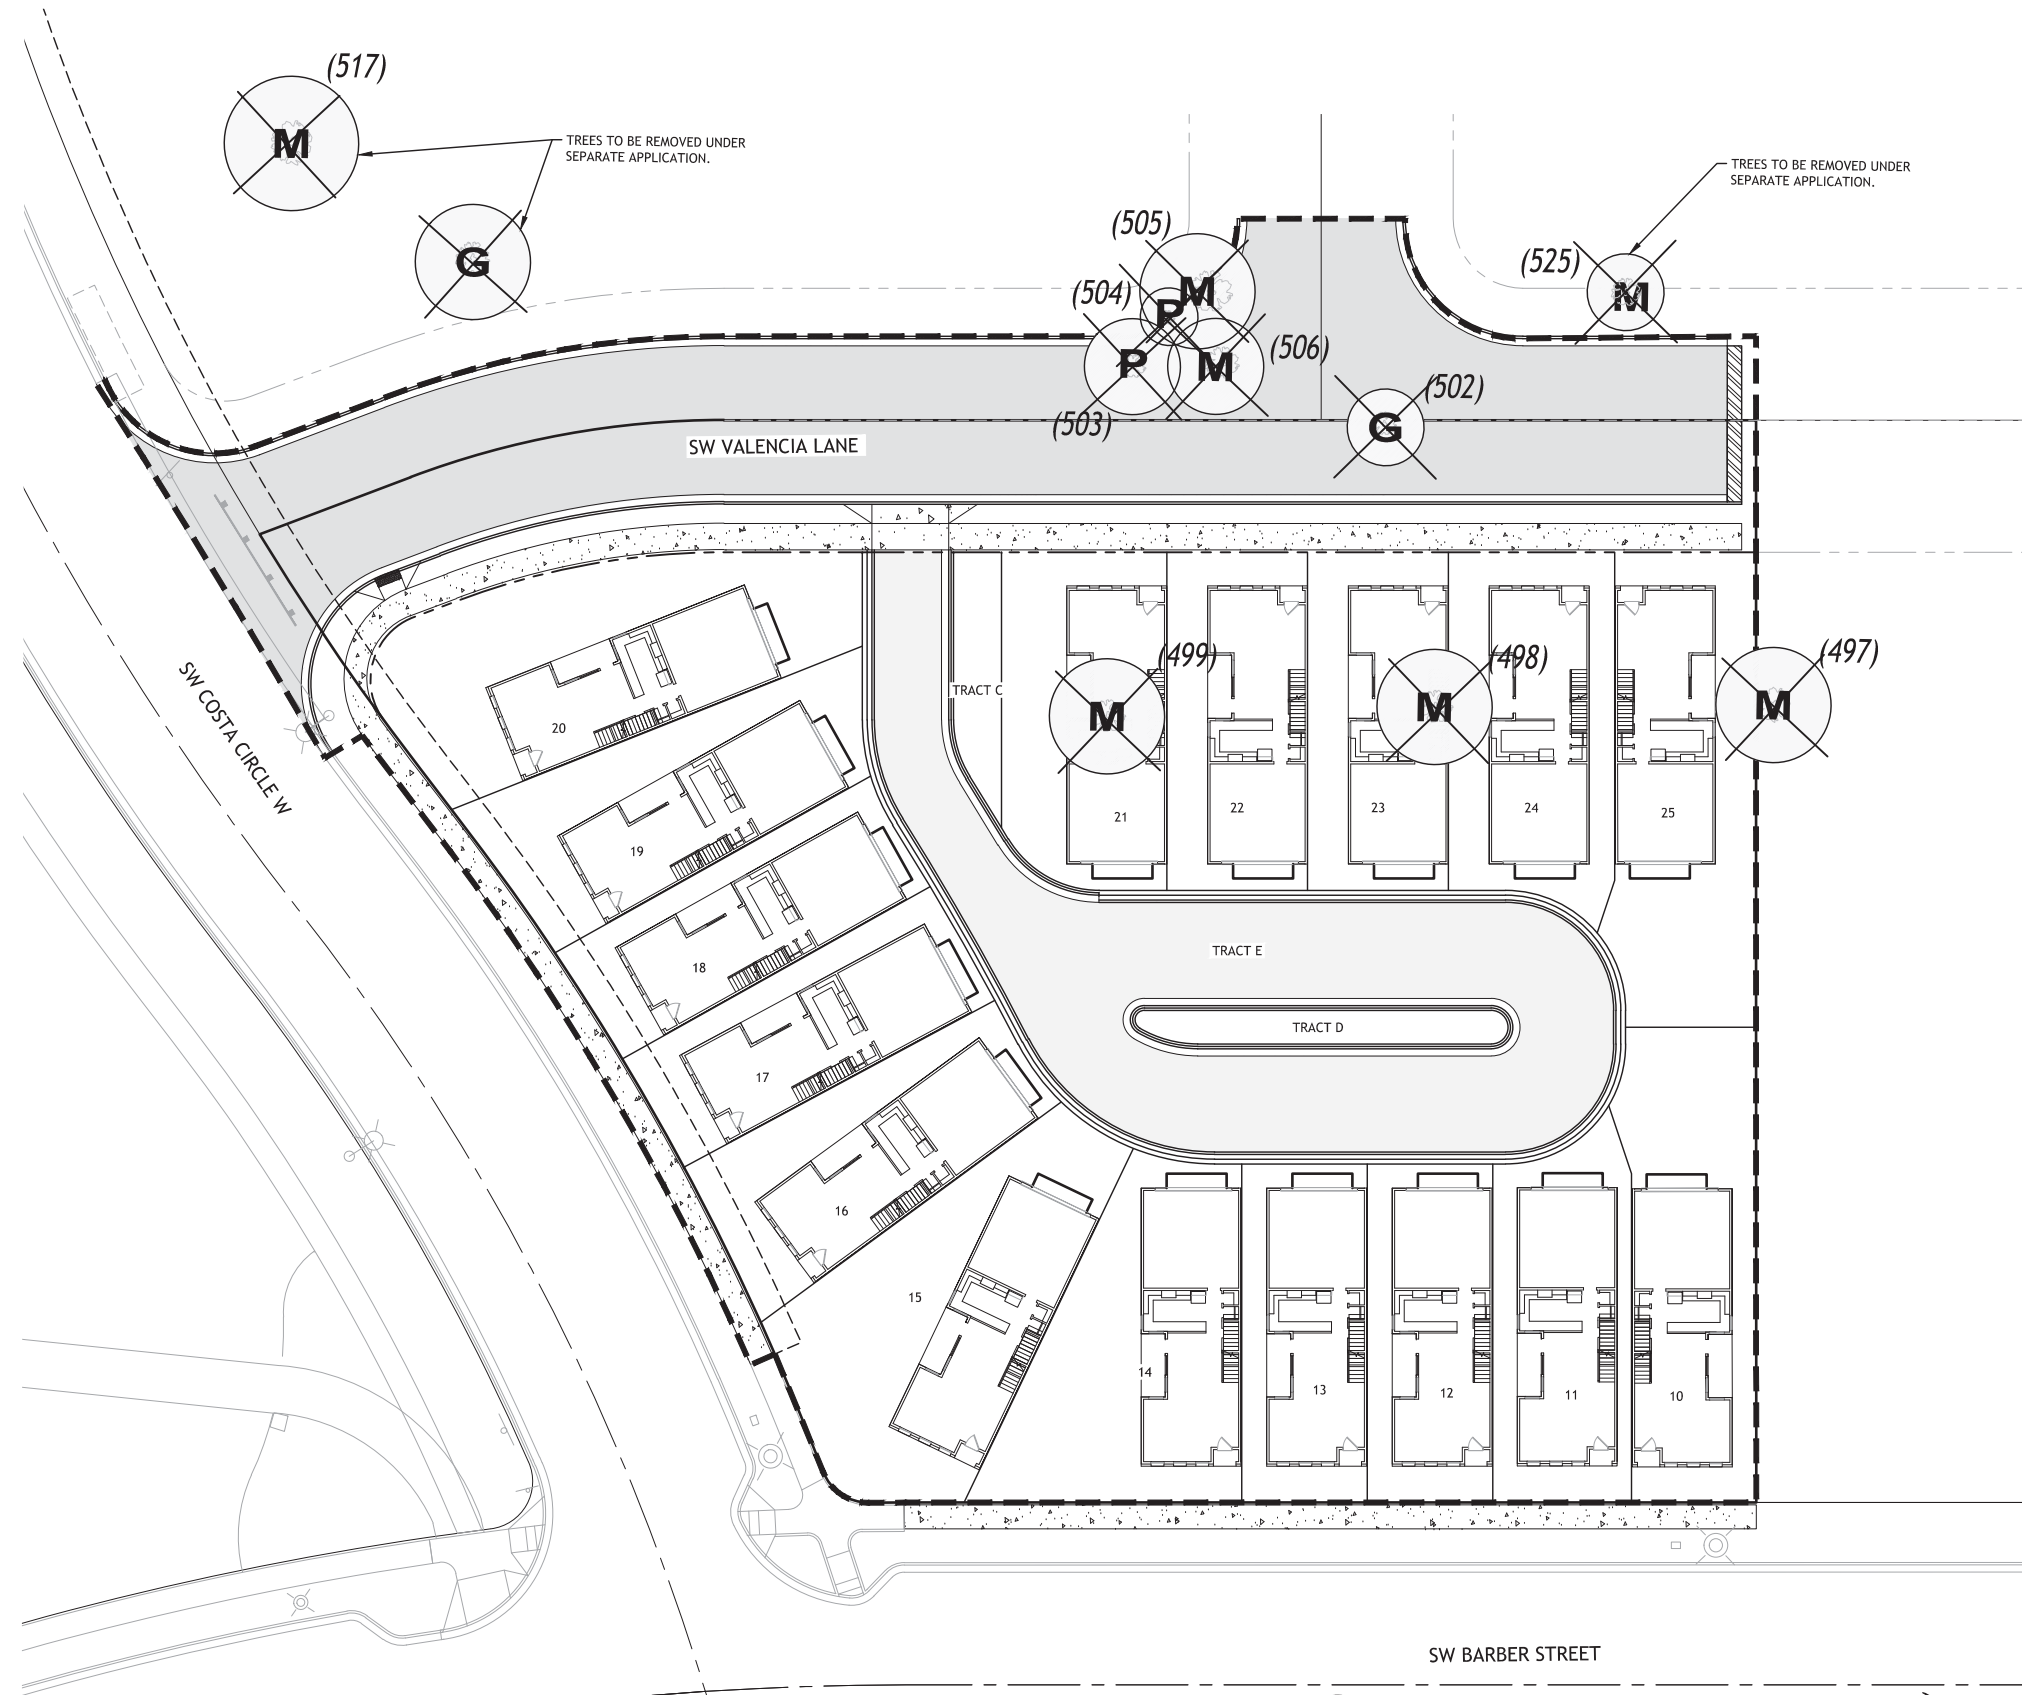 (517)
M
TREES TO BE REMOVED UNDER
SEPARATE APPLICATION.
G
TREES TO BE REMOVED UNDER
SEPARATE APPLICATION.
(505)
M
(504)
P
(525)
M
P
M
(506)
(503)
G
(502)
SW VALENCIA LANE
SW COSTA CIRCLE W
TRACT C
(499)
M
(498)
M
(497)
M
20
19
18
17
16
15
21
22
23
24
25
TRACT E
TRACT D
14
13
12
11
10
SW BARBER STREET